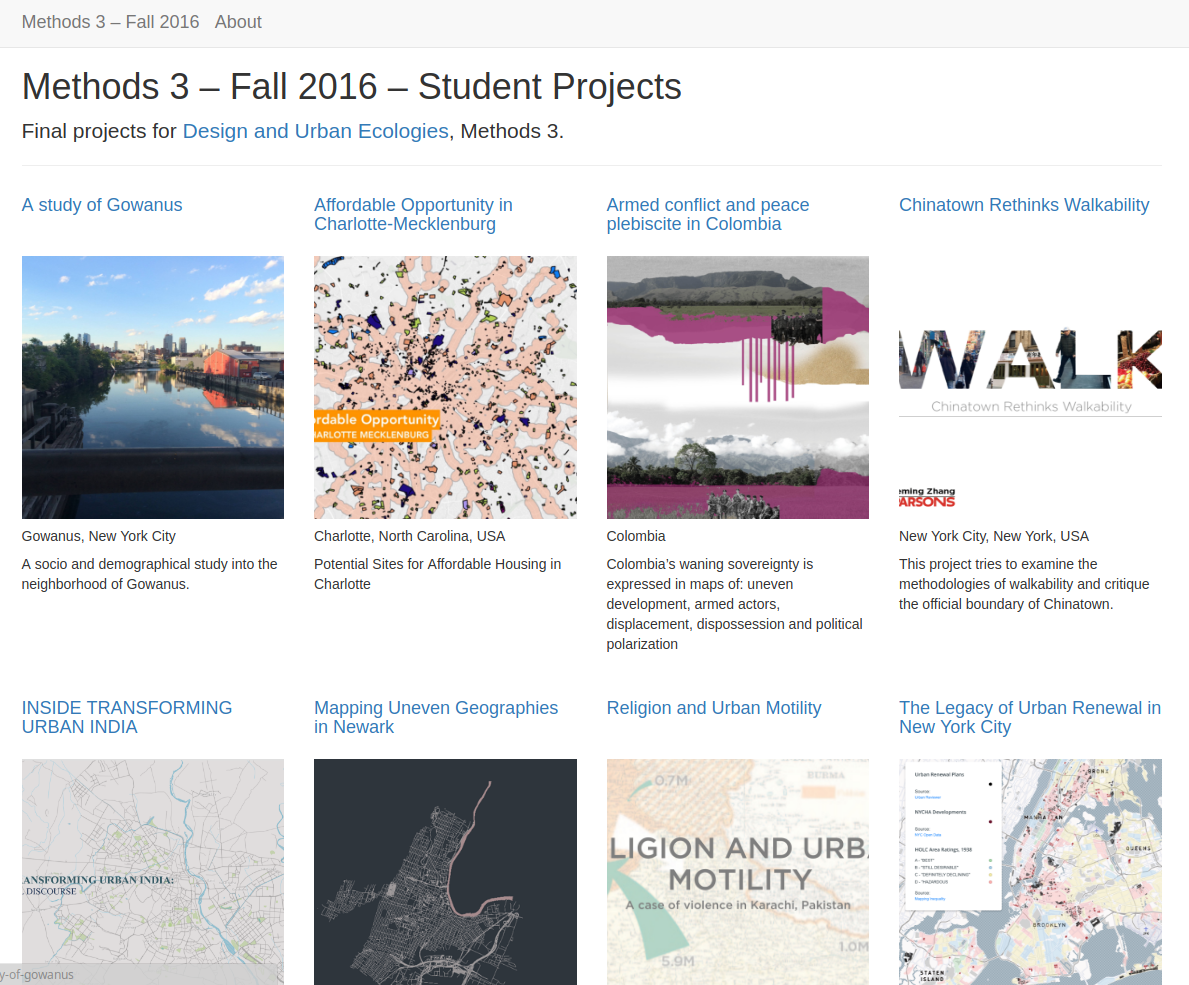 Methods 3 – Fall 2016 About
Methods 3 – Fall 2016 – Student Projects
Final projects for Design and Urban Ecologies, Methods 3.
A study of Gowanus
Affordable Opportunity in
Charlotte-Mecklenburg
Armed conflict and peace
plebiscite in Colombia
Chinatown Rethinks Walkability
rdable Opportunity
HARLOTTE MECKLENBURG
WALK
Chinatown Rethinks Walkability
eming Zhang
ARSONS
Gowanus, New York City
A socio and demographical study into the
neighborhood of Gowanus.
Charlotte, North Carolina, USA
Potential Sites for Affordable Housing in
Charlotte
Colombia
Colombia’s waning sovereignty is
expressed in maps of: uneven
development, armed actors,
displacement, dispossession and political
polarization
New York City, New York, USA
This project tries to examine the
methodologies of walkability and critique
the official boundary of Chinatown.
INSIDE TRANSFORMING
URBAN INDIA
Mapping Uneven Geographies
in Newark
Religion and Urban Motility
The Legacy of Urban Renewal in
New York City
ANSFORMING URBAN INDIA:
DISCOURSE
0.7M
BURMA
LIGION AND URB
MOTILITY
A case of violence in Karachi, Pakistan
1.0M
5.9M
Urban Renewal Plans
Source:
Urban Reviewer
NYCHA Developments
Source:
NYC Open Data
HOLC Area Ratings, 1938
A - "BEST"
B - "STILL DESIRABLE"
C - "DEFINITELY DECLINING"
D - "HAZARDOUS
Source:
Mapping Inequality
BRONX
MANHATTAN
QUEENS
BROOKLYN
STATEN
ISLAND
y-of-gowanus